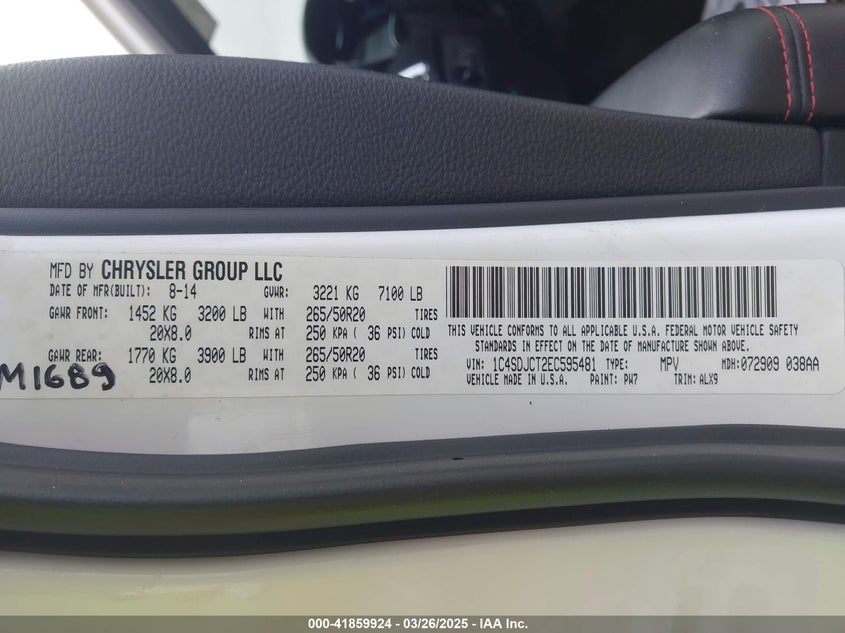 MFD BY CHRYSLER GROUP LLC
DATE OF MFR(BUILT): 8-14 GVWR: 3221 KG 7100 LB
GAWR FRONT: 1452 KG 3200 LB WITH 265/50R20 TIRES
20X8.0 RIMS AT 250 KPA ( 36 PSI) COLD
GAWR REAR: 1770 KG 3900 LB WITH 265/50R20 TIRES
20X8.0 RIMS AT 250 KPA ( 36 PSI) COLD
M1689
THIS VEHICLE CONFORMS TO ALL APPLICABLE U.S.A. FEDERAL MOTOR VEHICLE SAFETY
STANDARDS IN EFFECT ON THE DATE OF MANUFACTURE SHOWN ABOVE.
VIN: 1C4SDJCT2EC595481 TYPE: MPV MDH:072909 038AA
VEHICLE MADE IN U.S.A. PAINT: PW7 TRIM: ALX9
000-41859924 — 03/26/2025 — IAA Inc.